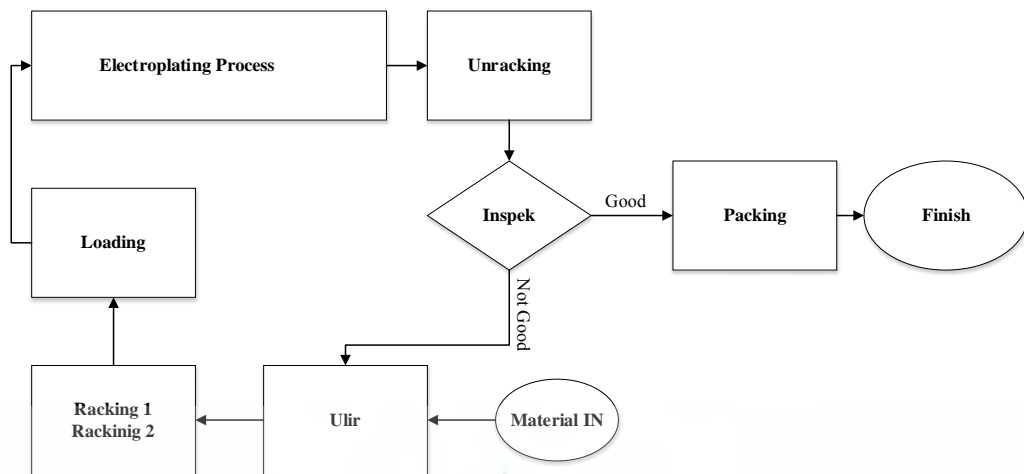 Electroplating Process
Unracking
Inspek
Good
Packing
Finish
Loading
Not Good
Racking 1
Rackinig 2
Ulir
Material IN